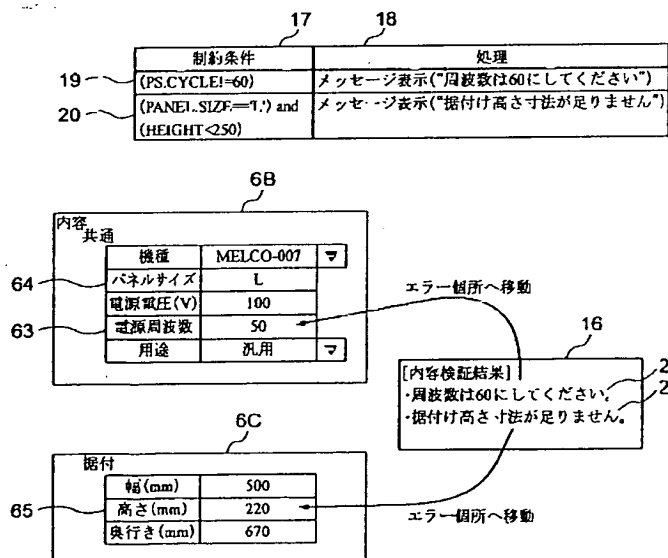 17 18
制約条件 処理
19 (PS.CYCLE!=60) メッセージ表示("周波数は60にしてください")
20 (PANEL.SIZE=='L') and メッセージ表示("据付け高さ寸法が足りません")
(HEIGHT<250)
6B
内容
共通
機種 MELCO-007 ▽
64 パネルサイズ L
電源電圧(V) 100
63 電源周波数 50
用途 汎用 ▽
エラー個所へ移動
16
[内容検証結果]
・周波数は60にしてください。 2
・据付け高さ寸法が足りません。 2
6C
据付
幅(mm) 500
65 高さ(mm) 220
奥行き(mm) 670
エラー個所へ移動